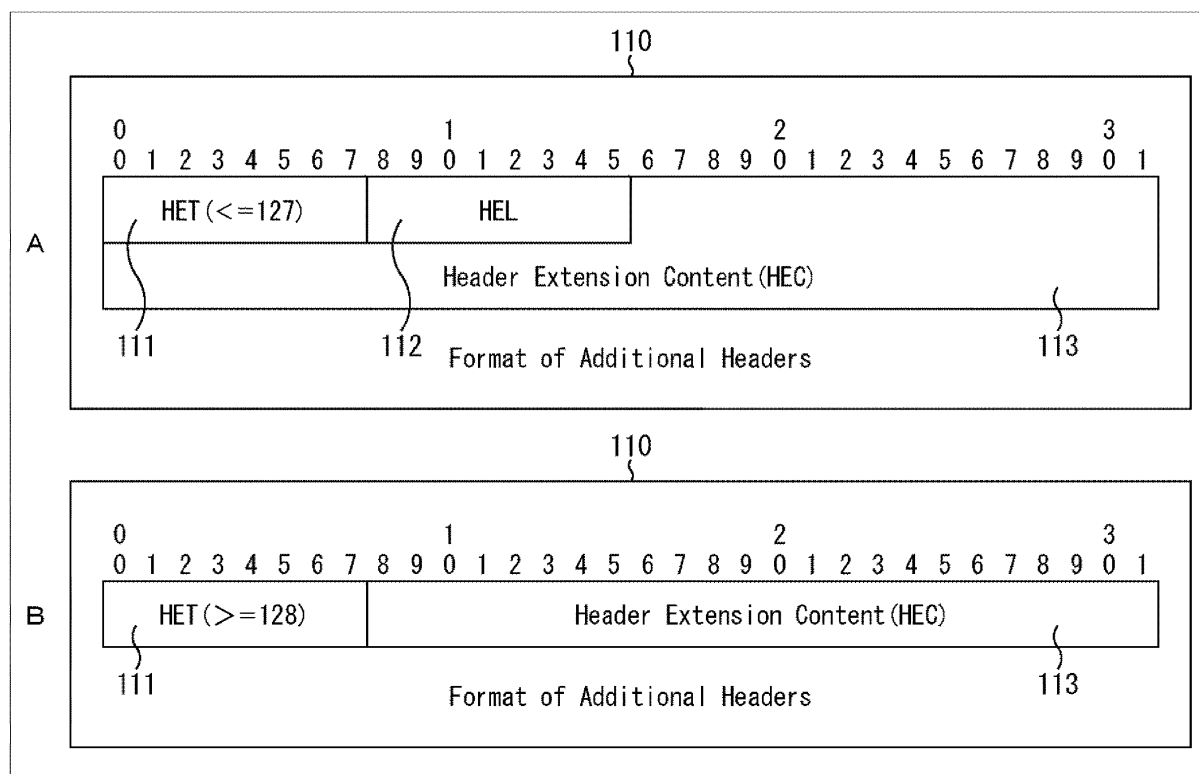 110
0 1 2 3
0 1 2 3 4 5 6 7 8 9 0 1 2 3 4 5 6 7 8 9 0 1 2 3 4 5 6 7 8 9 0 1
HET(<=127) HEL
A
Header Extension Content(HEC)
111 112 113
Format of Additional Headers
110
0 1 2 3
0 1 2 3 4 5 6 7 8 9 0 1 2 3 4 5 6 7 8 9 0 1 2 3 4 5 6 7 8 9 0 1
B HET(>=128) Header Extension Content(HEC)
111 113
Format of Additional Headers